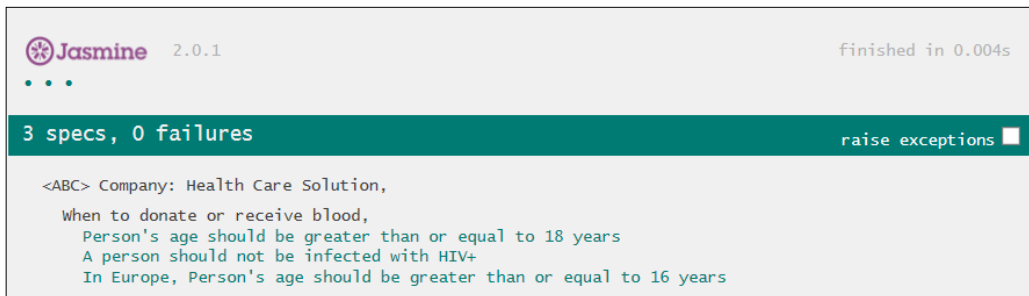 Jasmine 2.0.1 finished in 0.004s
3 specs, 0 failures raise exceptions
<ABC> Company: Health Care Solution,
When to donate or receive blood,
Person's age should be greater than or equal to 18 years
A person should not be infected with HIV+
In Europe, Person's age should be greater than or equal to 16 years